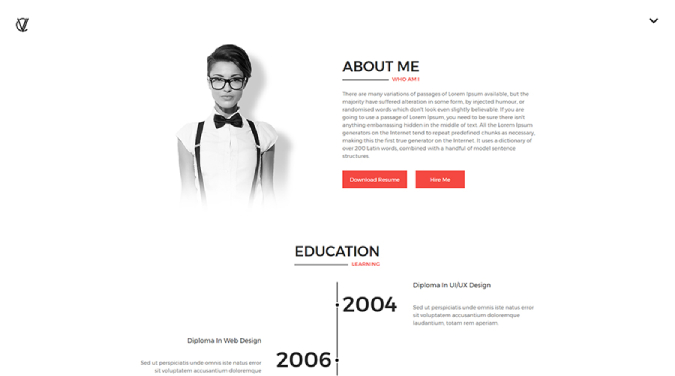 ABOUT ME
WHO AM I
There are many variations of passages of Lorem Ipsum available, but the
majority have suffered alteration in some form, by injected humour, or
randomised words which don't look even slightly believable. If you are
going to use a passage of Lorem Ipsum, you need to be sure there isn't
anything embarrassing hidden in the middle of text. All the Lorem Ipsum
generators on the Internet tend to repeat predefined chunks as necessary,
making this the first true generator on the Internet. It uses a dictionary of
over 200 Latin words, combined with a handful of model sentence
structures.
Download Resume
Hire Me
EDUCATION
LEARNING
Diploma In UI/UX Design
2004
Sed ut perspiciatis unde omnis iste natus error
sit voluptatem accusantium doloremque
laudantium, totam rem aperiam.
Diploma In Web Design
2006
Sed ut perspiciatis unde omnis iste natus error
sit voluptatem accusantium doloremque